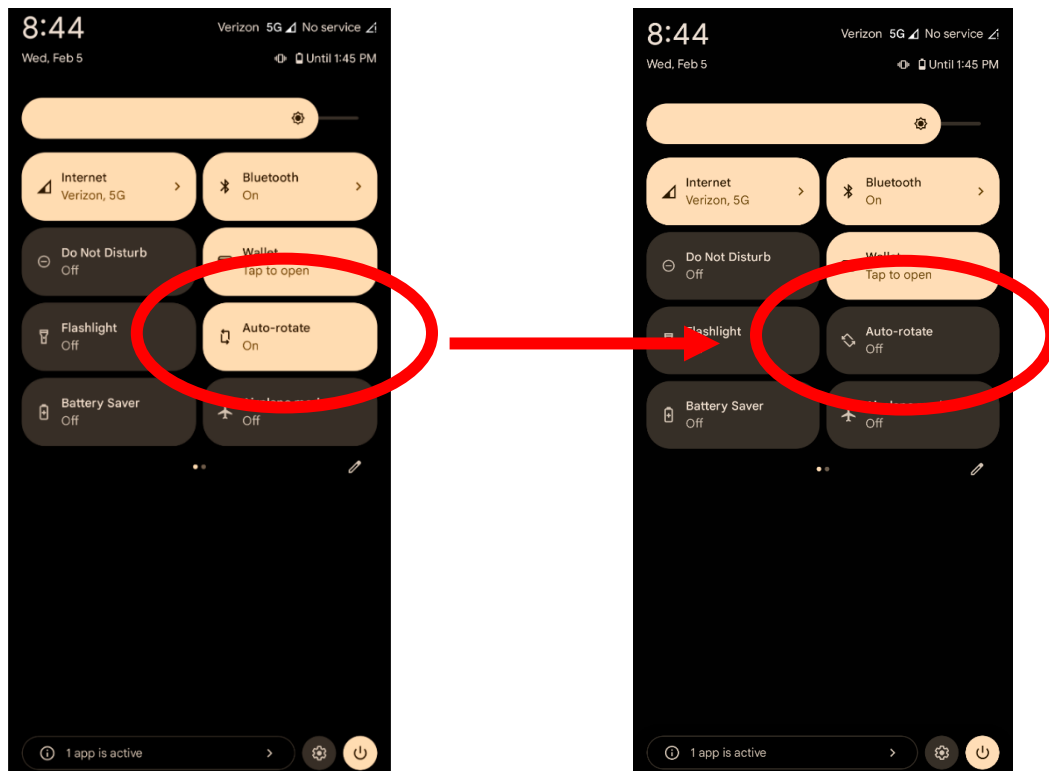 8:44
Verizon 5G No service
Wed, Feb 5
Until 1:45 PM
Internet
Verizon, 5G
Bluetooth
On
Do Not Disturb
Off
Wallet
Tap to open
Flashlight
Off
Auto-rotate
On
Battery Saver
Off
Off
1 app is active
8:44
Verizon 5G No service
Wed, Feb 5
Until 1:45 PM
Internet
Verizon, 5G
Bluetooth
On
Do Not Disturb
Off
Tap to open
Flashlight
Off
Auto-rotate
Off
Battery Saver
Off
Off
1 app is active